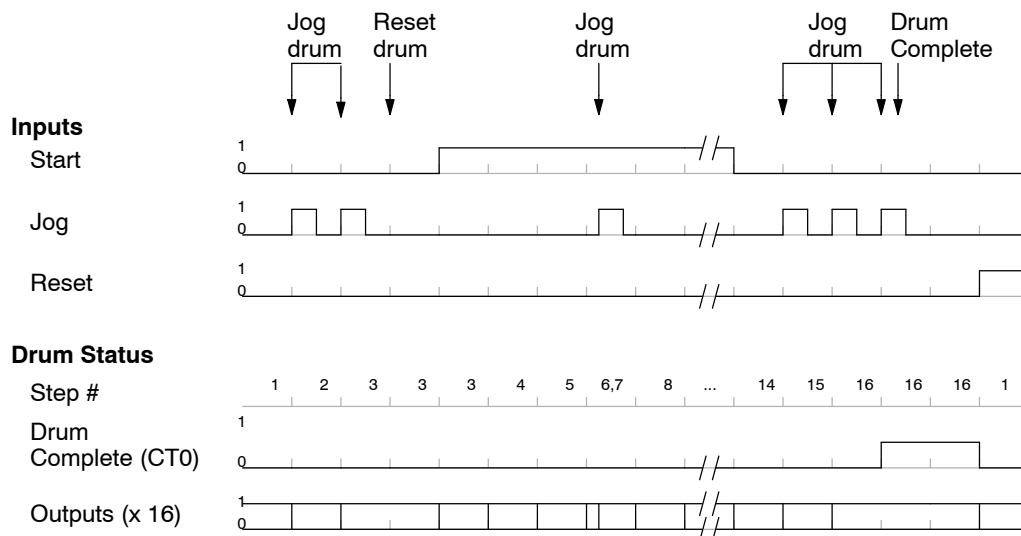 Jog
drum
Reset
drum
Jog
drum
Jog
drum
Drum
Complete
Inputs
Start
1
0
Jog
1
0
Reset
1
0
Drum Status
Step #
1 2 3 3 3 4 5 6,7 8 ... 14 15 16 16 16 1
Drum
Complete (CT0)
1
0
Outputs (x 16)
1
0